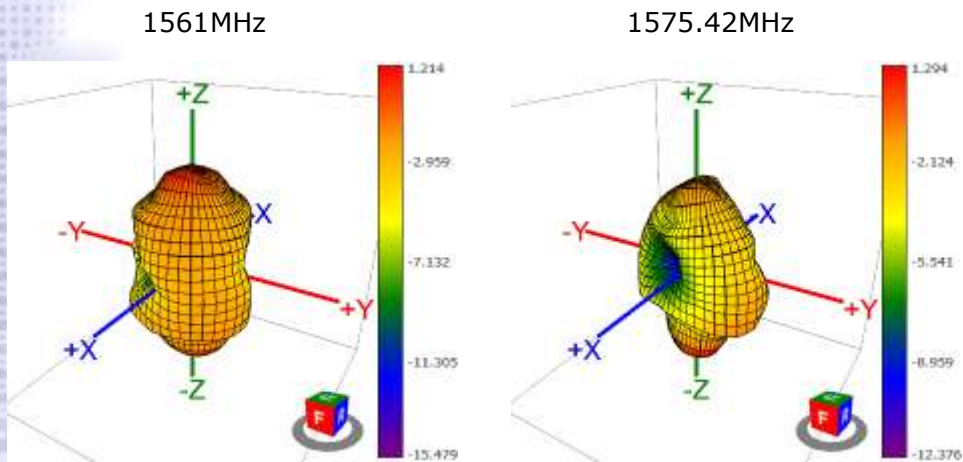 1561MHz
1575.42MHz
1.214
-2.959
-7.132
-11.305
-15.479
+Z
-Y
X
+Y
+X
-Z
F
1.294
-2.124
-5.541
-8.959
-12.376
+Z
-Y
-X
+Y
+X
-Z
F